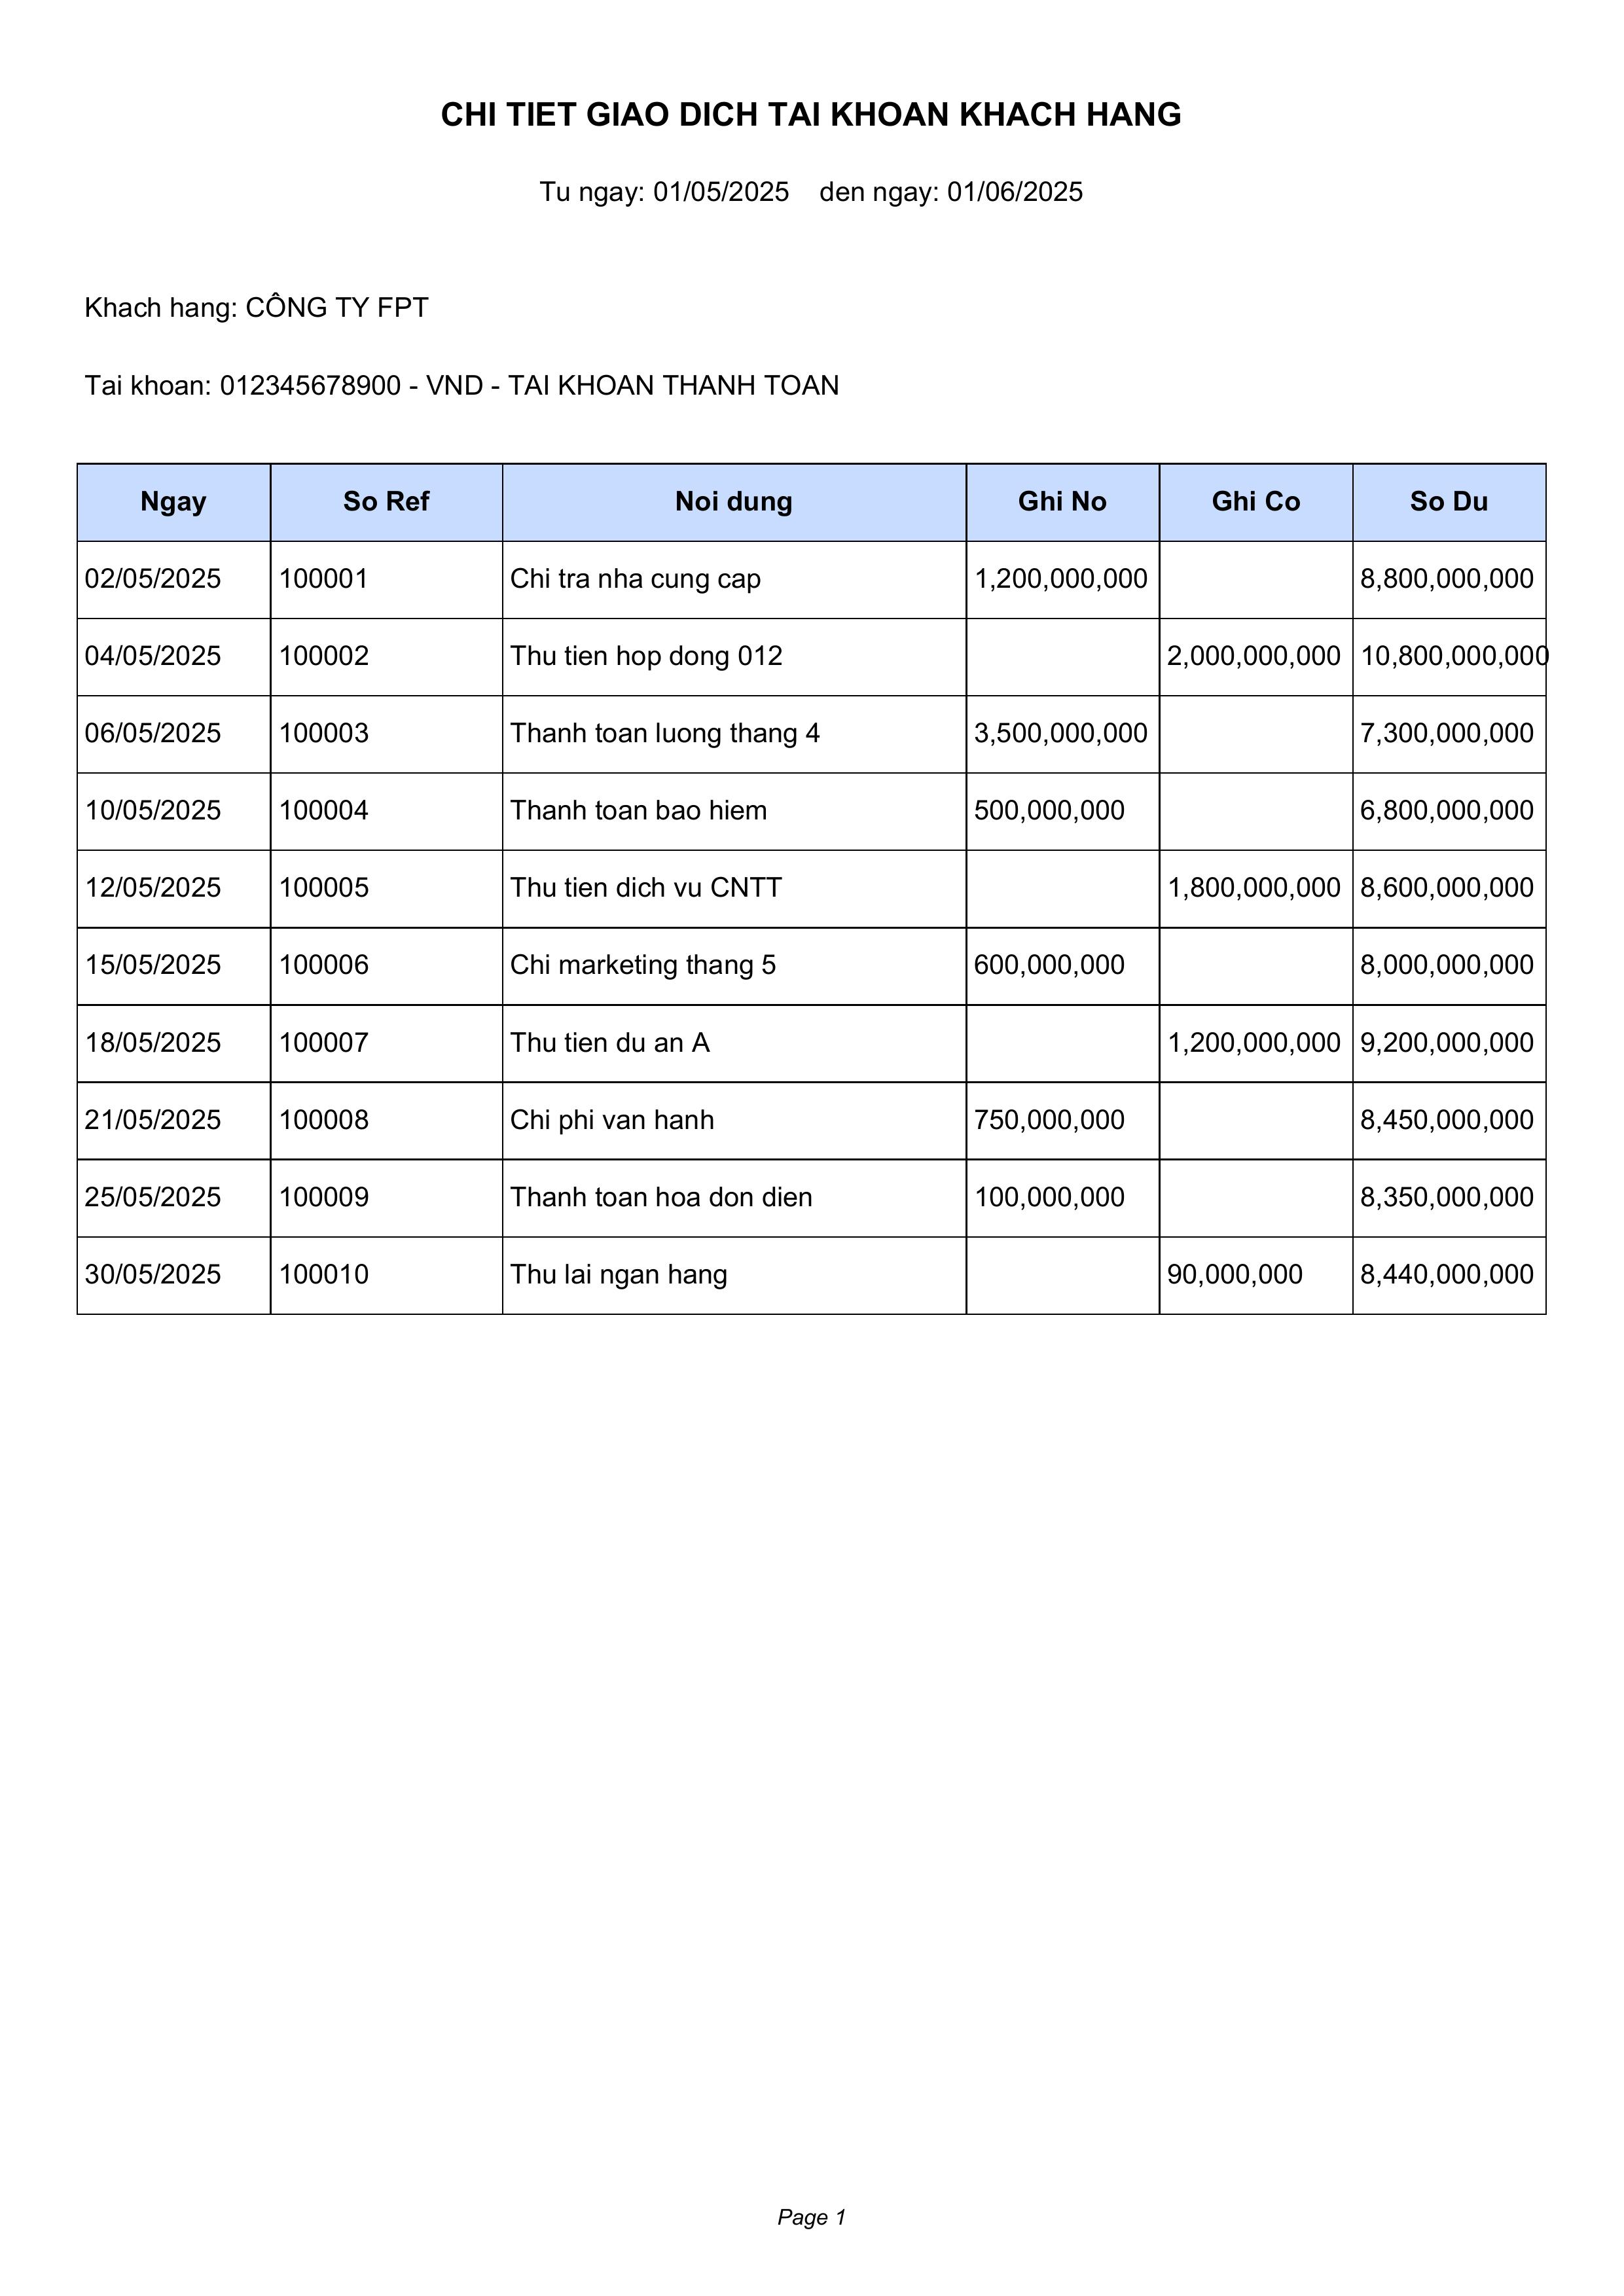 CHI TIET GIAO DICH TAI KHOAN KHACH HANG
Tu ngay: 01/05/2025 den ngay: 01/06/2025
Khach hang: CÔNG TY FPT
Tai khoan: 012345678900 - VND - TAI KHOAN THANH TOAN
Ngay So Ref Noi dung Ghi No Ghi Co So Du
02/05/2025 100001 Chi tra nha cung cap 1,200,000,000 8,800,000,000
04/05/2025 100002 Thu tien hop dong 012 2,000,000,000 10,800,000,000
06/05/2025 100003 Thanh toan luong thang 4 3,500,000,000 7,300,000,000
10/05/2025 100004 Thanh toan bao hiem 500,000,000 6,800,000,000
12/05/2025 100005 Thu tien dich vu CNTT 1,800,000,000 8,600,000,000
15/05/2025 100006 Chi marketing thang 5 600,000,000 8,000,000,000
18/05/2025 100007 Thu tien du an A 1,200,000,000 9,200,000,000
21/05/2025 100008 Chi phi van hanh 750,000,000 8,450,000,000
25/05/2025 100009 Thanh toan hoa don dien 100,000,000 8,350,000,000
30/05/2025 100010 Thu lai ngan hang 90,000,000 8,440,000,000
Page 1